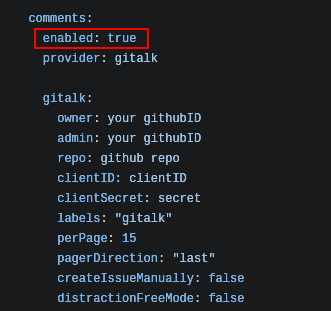 comments:
enabled: true
provider: gitalk
gitalk:
owner: your githubID
admin: your githubID
repo: github repo
clientID: clientID
clientSecret: secret
labels: "gitalk"
perPage: 15
pagerDirection: "last"
createIssueManually: false
distractionFreeMode: false